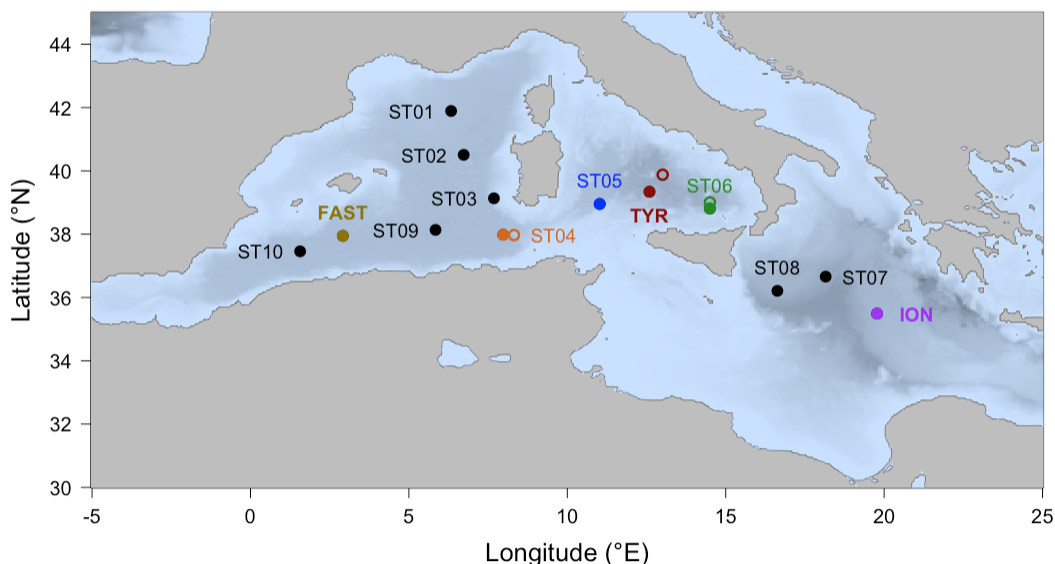 44
42
40
38
36
34
32
30
Latitude (°N)
ST01
ST02
ST03
FAST
ST09
ST10
ST04
ST05
TYR
ST06
ST08
ST07
ION
-5
0
5
10
15
20
25
Longitude (°E)